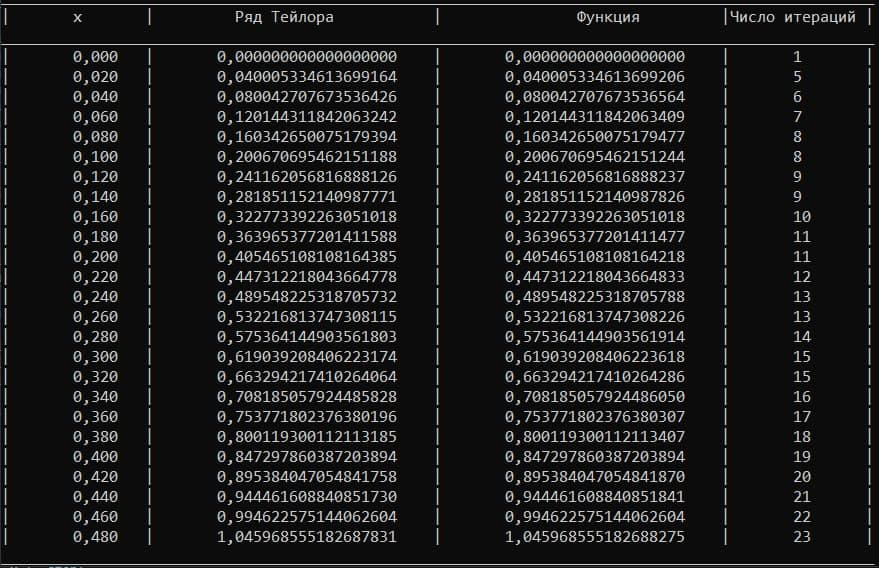 | x | Ряд Тейлора | Функция |Число итераций |
| 0,000 | 0,000000000000000000 | 0,000000000000000000 | 1 |
| 0,020 | 0,040005334613699164 | 0,040005334613699206 | 5 |
| 0,040 | 0,080042707673536426 | 0,080042707673536564 | 6 |
| 0,060 | 0,120144311842063242 | 0,120144311842063409 | 7 |
| 0,080 | 0,160342650075179394 | 0,160342650075179477 | 8 |
| 0,100 | 0,200670695462151188 | 0,200670695462151244 | 8 |
| 0,120 | 0,241162056816888126 | 0,241162056816888237 | 9 |
| 0,140 | 0,281851152140987771 | 0,281851152140987826 | 9 |
| 0,160 | 0,322773392263051018 | 0,322773392263051018 | 10 |
| 0,180 | 0,363965377201411588 | 0,363965377201411477 | 11 |
| 0,200 | 0,405465108108164385 | 0,405465108108164218 | 11 |
| 0,220 | 0,447312218043664778 | 0,447312218043664833 | 12 |
| 0,240 | 0,489548225318705732 | 0,489548225318705788 | 13 |
| 0,260 | 0,532216813747308115 | 0,532216813747308226 | 13 |
| 0,280 | 0,575364144903561803 | 0,575364144903561914 | 14 |
| 0,300 | 0,619039208406223174 | 0,619039208406223618 | 15 |
| 0,320 | 0,663294217410264064 | 0,663294217410264286 | 15 |
| 0,340 | 0,708185057924485828 | 0,708185057924486050 | 16 |
| 0,360 | 0,753771802376380196 | 0,753771802376380307 | 17 |
| 0,380 | 0,800119300112113185 | 0,800119300112113407 | 18 |
| 0,400 | 0,847297860387203894 | 0,847297860387203894 | 19 |
| 0,420 | 0,895384047054841758 | 0,895384047054841870 | 20 |
| 0,440 | 0,944461608840851730 | 0,944461608840851841 | 21 |
| 0,460 | 0,994622575144062604 | 0,994622575144062604 | 22 |
| 0,480 | 1,045968555182687831 | 1,045968555182688275 | 23 |